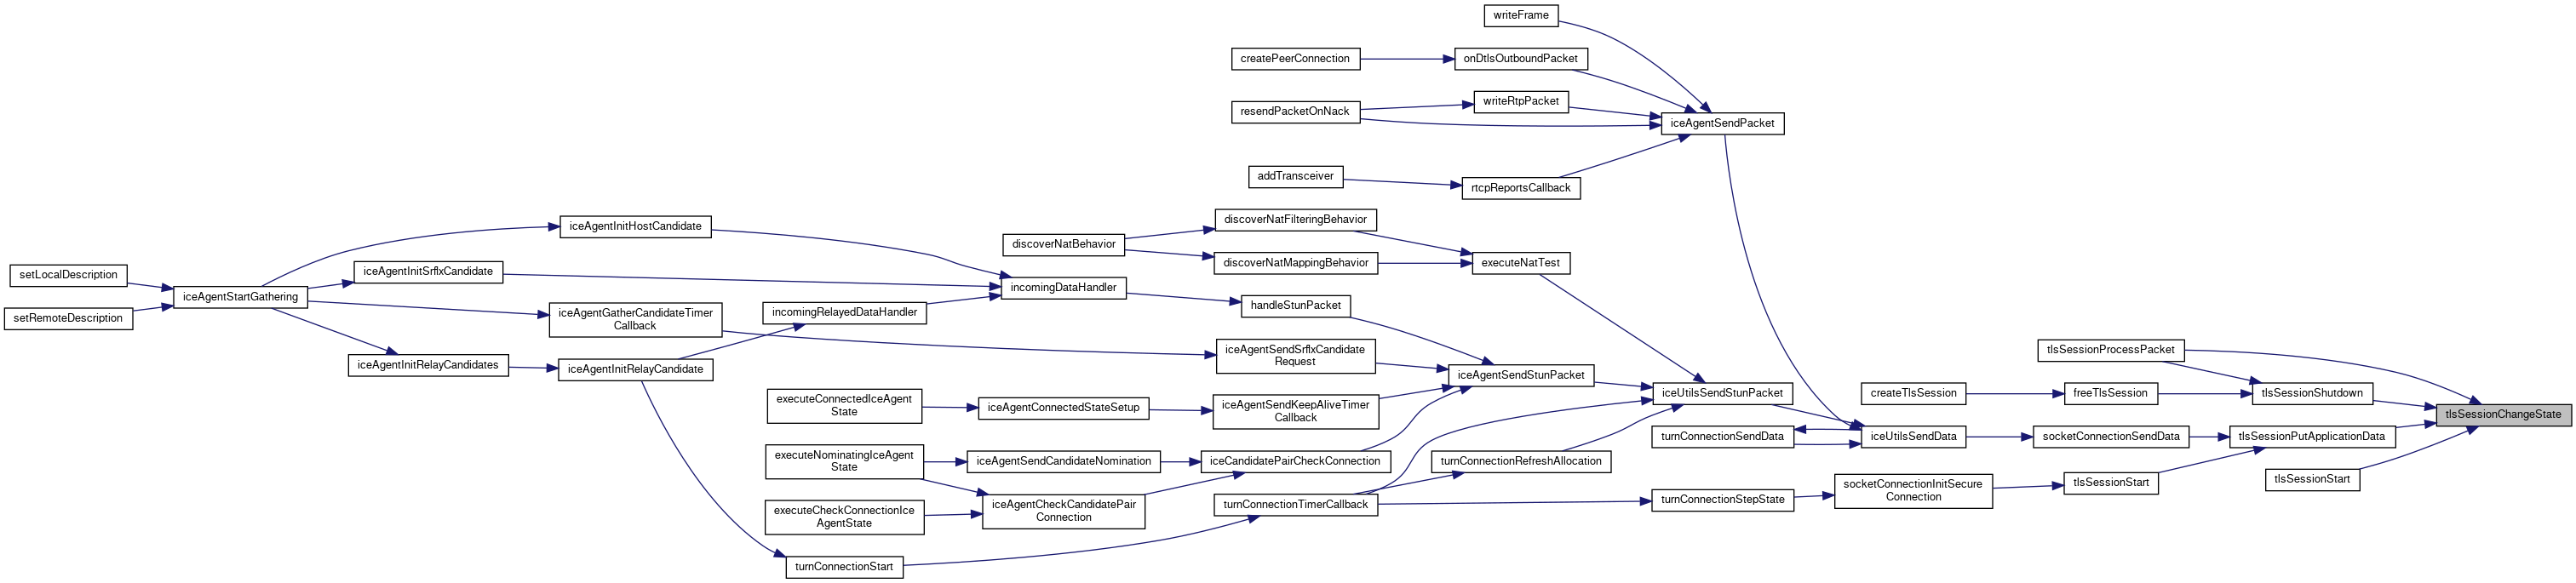 writeFrame
createPeerConnection
onDtlsOutboundPacket
resendPacketOnNack
writeRtpPacket
iceAgentSendPacket
addTransceiver
rtcpReportsCallback
iceAgentInitHostCandidate
discoverNatFilteringBehavior
discoverNatBehavior
setLocalDescription
iceAgentInitSrflxCandidate
discoverNatMappingBehavior
executeNatTest
iceAgentStartGathering
incomingDataHandler
setRemoteDescription
iceAgentGatherCandidateTimer
Callback
incomingRelayedDataHandler
handleStunPacket
iceAgentInitRelayCandidates
iceAgentInitRelayCandidate
iceAgentSendSrflxCandidate
Request
iceAgentSendStunPacket
tlsSessionProcessPacket
executeConnectedIceAgent
State
iceAgentConnectedStateSetup
iceAgentSendKeepAliveTimer
Callback
iceUtilsSendStunPacket
createTlsSession
freeTlsSession
tlsSessionShutdown
tlsSessionChangeState
turnConnectionSendData
iceUtilsSendData
socketConnectionSendData
tlsSessionPutApplicationData
executeNominatingIceAgent
State
iceAgentSendCandidateNomination
iceCandidatePairCheckConnection
turnConnectionRefreshAllocation
tlsSessionStart
tlsSessionStart
executeCheckConnectionIce
AgentState
iceAgentCheckCandidatePair
Connection
turnConnectionTimerCallback
turnConnectionStepState
socketConnectionInitSecure
Connection
turnConnectionStart